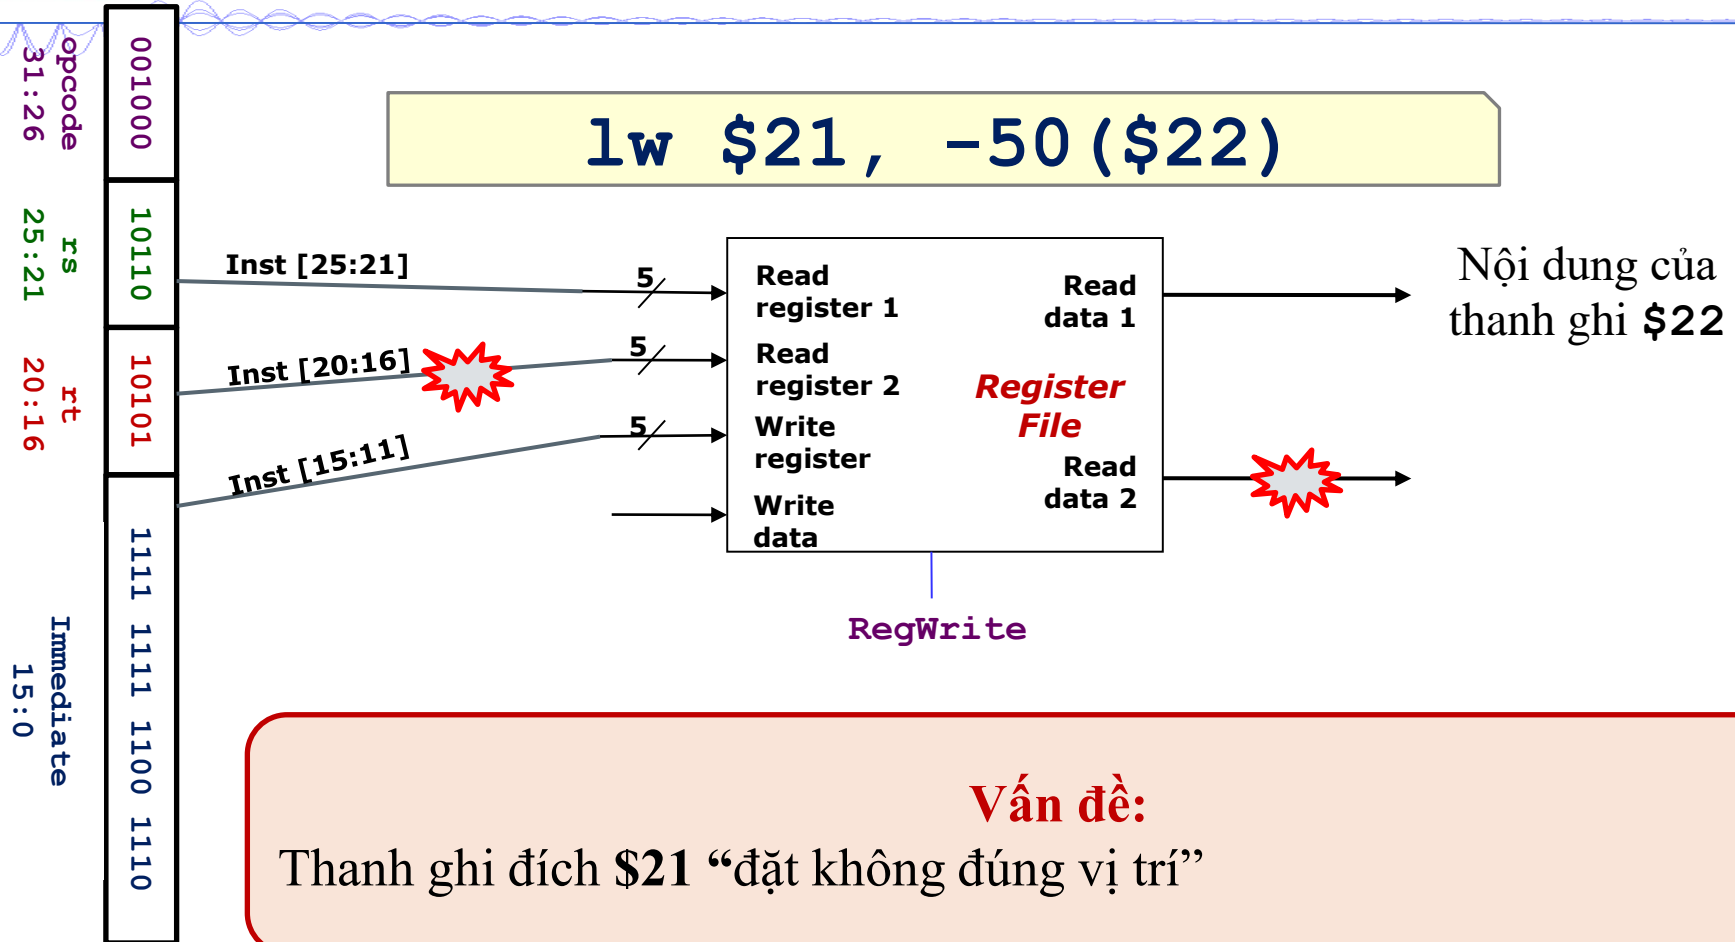 opcode
31:26
001000
rs
25:21
10110
rt
20:16
10101
Immediate
15:0
1111 1111 1100 1110
lw $21, -50($22)
Inst [25:21]
5
Inst [20:16]
5
Inst [15:11]
5
Read
register 1
Read
register 2
Write
register
Write
data
Register
File
Read
data 1
Read
data 2
RegWrite
Nội dung của
thanh ghi $22
Vấn đề:
Thanh ghi đích $21 “đặt không đúng vị trí”